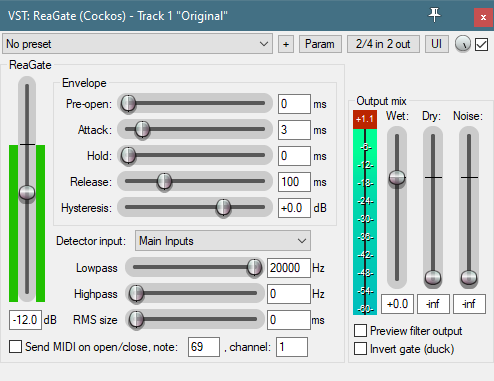 VST: ReaGate (Cockos) - Track 1 "Original"
No preset + Param 2/4 in 2 out UI
ReaGate
Envelope
Pre-open: 0 ms
Attack: 3 ms
Hold: 0 ms
Release: 100 ms
Hysteresis: +0.0 dB
Detector input: Main Inputs
Lowpass 20000 Hz
Highpass 0 Hz
-12.0 dB RMS size 0 ms
Send MIDI on open/close, note: 69 , channel: 1
Output mix
+1.1 Wet: Dry: Noise:
-6-
-12-
-18-
-24-
-30-
-36-
-42-
-48-
-54-
-60-
+0.0 -inf -inf
Preview filter output
Invert gate (duck)